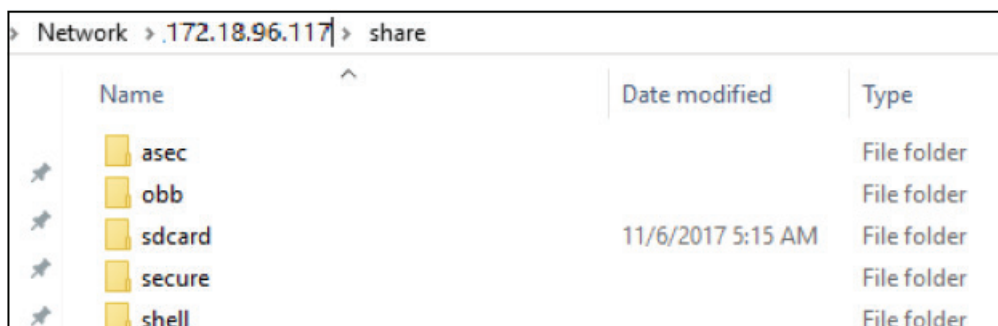 Network > 172.18.96.117 > share
Name Date modified Type
asec File folder
obb File folder
sdcard 11/6/2017 5:15 AM File folder
secure File folder
shell File folder